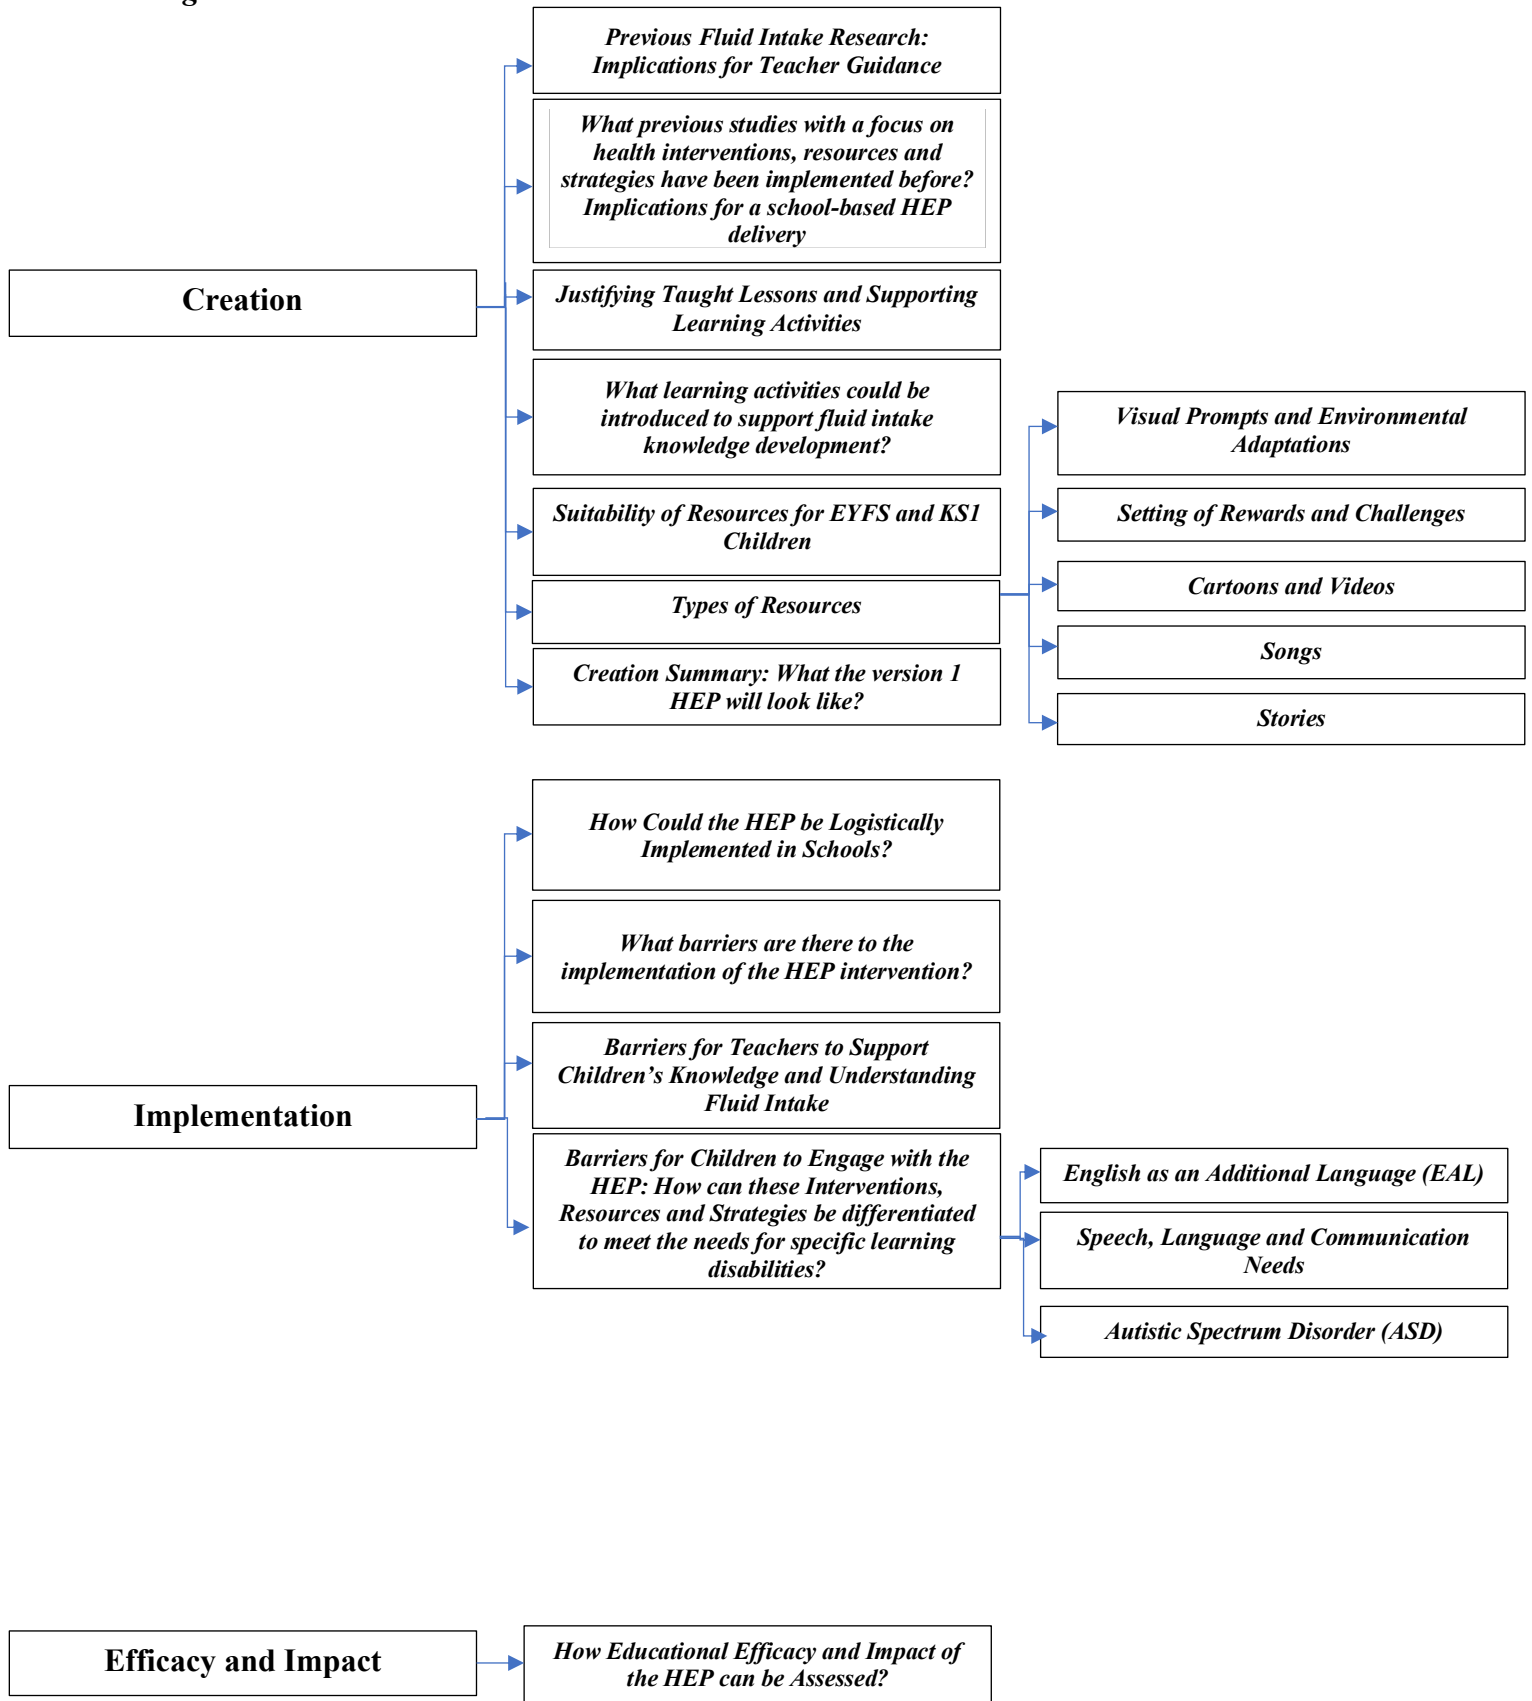 Previous Fluid Intake Research:
Implications for Teacher Guidance
What previous studies with a focus on
health interventions, resources and
strategies have been implemented before?
Implications for a school-based HEP
delivery
Creation
Justifying Taught Lessons and Supporting
Learning Activities
What learning activities could be
introduced to support fluid intake
knowledge development?
Suitability of Resources for EYFS and KS1
Children
Types of Resources
Creation Summary: What the version 1
HEP will look like?
Visual Prompts and Environmental
Adaptations
Setting of Rewards and Challenges
Cartoons and Videos
Songs
Stories
How Could the HEP be Logistically
Implemented in Schools?
What barriers are there to the
implementation of the HEP intervention?
Implementation
Barriers for Teachers to Support
Children’s Knowledge and Understanding
Fluid Intake
Barriers for Children to Engage with the
HEP: How can these Interventions,
Resources and Strategies be differentiated
to meet the needs for specific learning
disabilities?
English as an Additional Language (EAL)
Speech, Language and Communication
Needs
Autistic Spectrum Disorder (ASD)
Efficacy and Impact
How Educational Efficacy and Impact of
the HEP can be Assessed?